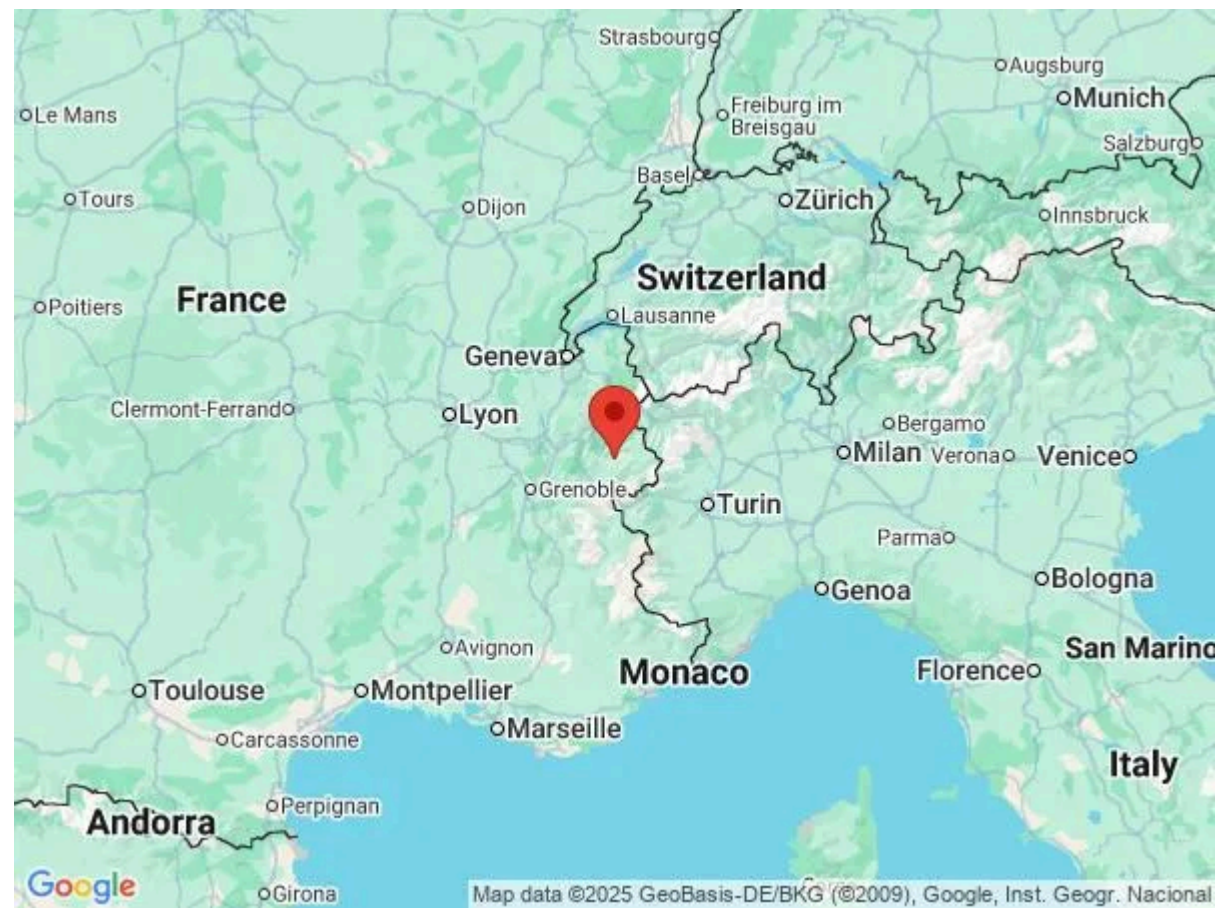 Strasbourg
Augsburg
Munich
Le Mans
Freiburg im
Breisgau
Salzburg
Basel
Tours
Dijon
Zürich
Innsbruck
Switzerland
France
Poitiers
Lausanne
Geneva
Clermont-Ferrand
Lyon
Bergamo
Milan
Verona
Venice
Grenoble
Turin
Parma
Bologna
Genoa
Avignon
San Marino
Monaco
Florence
Toulouse
Montpellier
Marseille
Carcassonne
Italy
Perpignan
Andorra
Google
Girona
Map data ©2025 GeoBasis-DE/BKG (©2009), Google, Inst. Geogr. Nacional